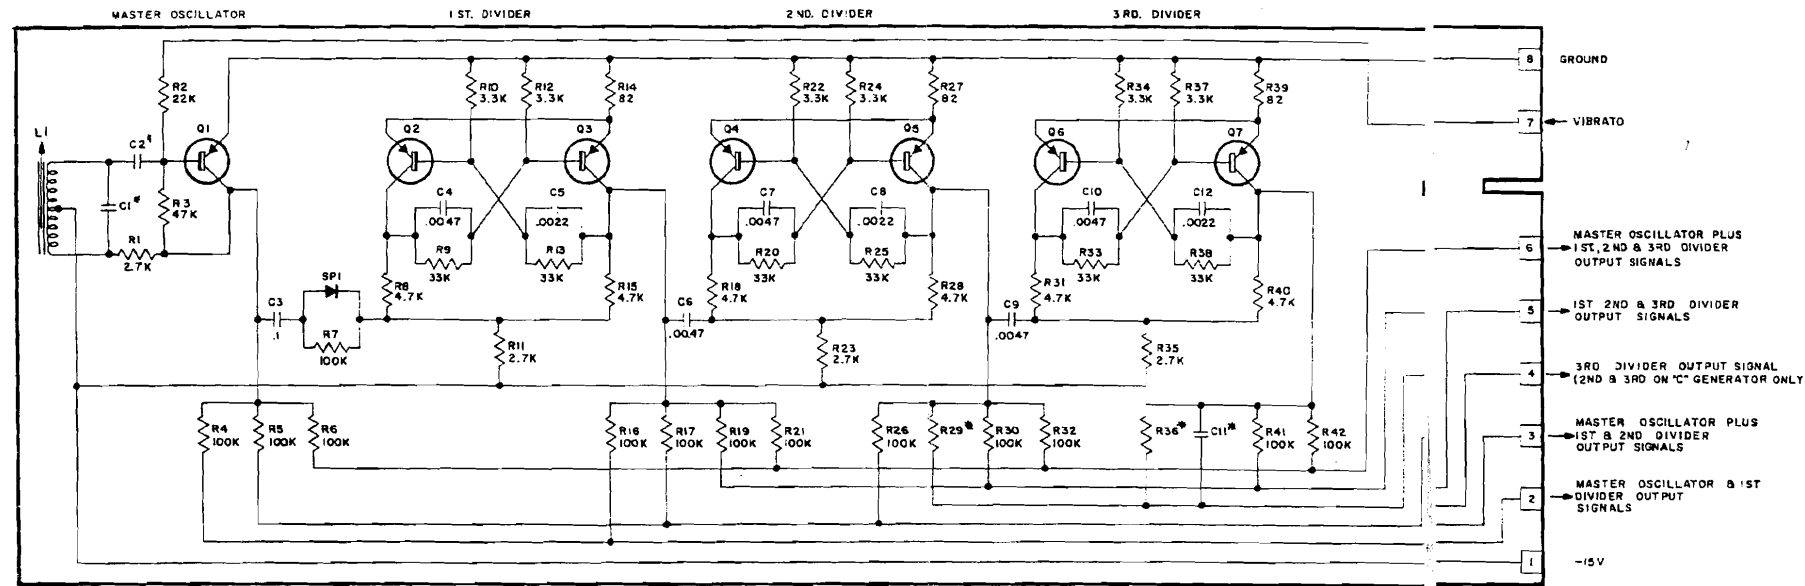 MASTER OSCILLATOR
1ST. DIVIDER
2ND. DIVIDER
3RD. DIVIDER
R2
22K
Q1
L1
C2*
C1*
R3
47K
R1
2.7K
R10
3.3K
R12
3.3K
R14
82
Q2
Q3
C4
.0047
C5
.0022
R9
33K
R13
33K
R8
4.7K
R15
4.7K
SP1
C3
.1
R7
100K
R11
2.7K
R22
3.3K
R24
3.3K
R27
82
Q4
Q5
C7
.0047
C8
.0022
R20
33K
R25
33K
R18
4.7K
R28
4.7K
C6
.0047
R23
2.7K
R34
3.3K
R37
3.3K
R39
82
Q6
Q7
C10
.0047
C12
.0022
R33
33K
R38
33K
R31
4.7K
R40
4.7K
C9
.0047
R35
2.7K
R4
100K
R5
100K
R6
100K
R16
100K
R17
100K
R19
100K
R21
100K
R26
100K
R29*
R30
100K
R32
100K
R36*
C11*
R41
100K
R42
100K
8 GROUND
7 VIBRATO
6 MASTER OSCILLATOR PLUS
1ST, 2ND & 3RD DIVIDER
OUTPUT SIGNALS
5 1ST 2ND & 3RD DIVIDER
OUTPUT SIGNALS
4 3RD DIVIDER OUTPUT SIGNAL
(2ND & 3RD ON "C" GENERATOR ONLY
3 MASTER OSCILLATOR PLUS
1ST & 2ND DIVIDER
OUTPUT SIGNALS
2 MASTER OSCILLATOR & 1ST
DIVIDER OUTPUT
SIGNALS
1 -15V